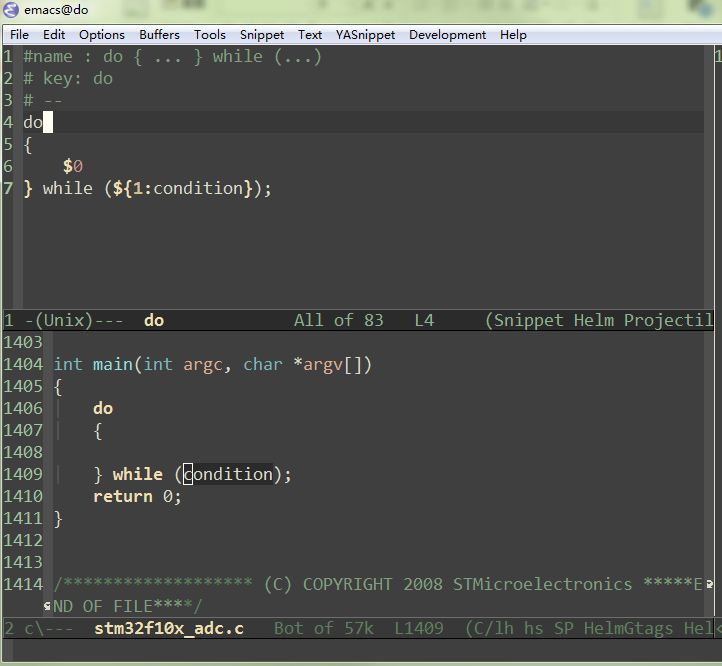 emacs@do
File Edit Options Buffers Tools Snippet Text YASnippet Development Help
1 #name : do { ... } while (...)
2 # key: do
3 # --
4 do
5 {
6     $0
7 } while (${1:condition});
1
1 -(Unix)--- do All of 83 L4 (Snippet Helm Projectil
1403
1404 int main(int argc, char *argv[])
1405 {
1406     do
1407     {
1408
1409     } while (condition);
1410     return 0;
1411 }
1412
1413
1414 /******************* (C) COPYRIGHT 2008 STMicroelectronics *****E
ND OF FILE****/
2 c\--- stm32f10x_adc.c Bot of 57k L1409 (C/lh hs SP HelmGtags Hel<